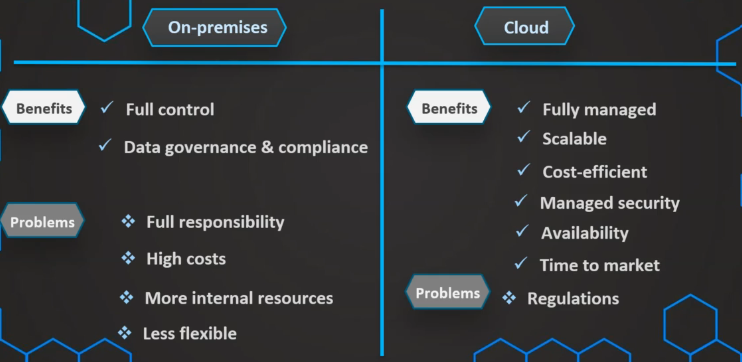 On-premises
Benefits
Full control
Data governance & compliance
Problems
Full responsibility
High costs
More internal resources
Less flexible
Cloud
Benefits
Fully managed
Scalable
Cost-efficient
Managed security
Availability
Time to market
Problems
Regulations